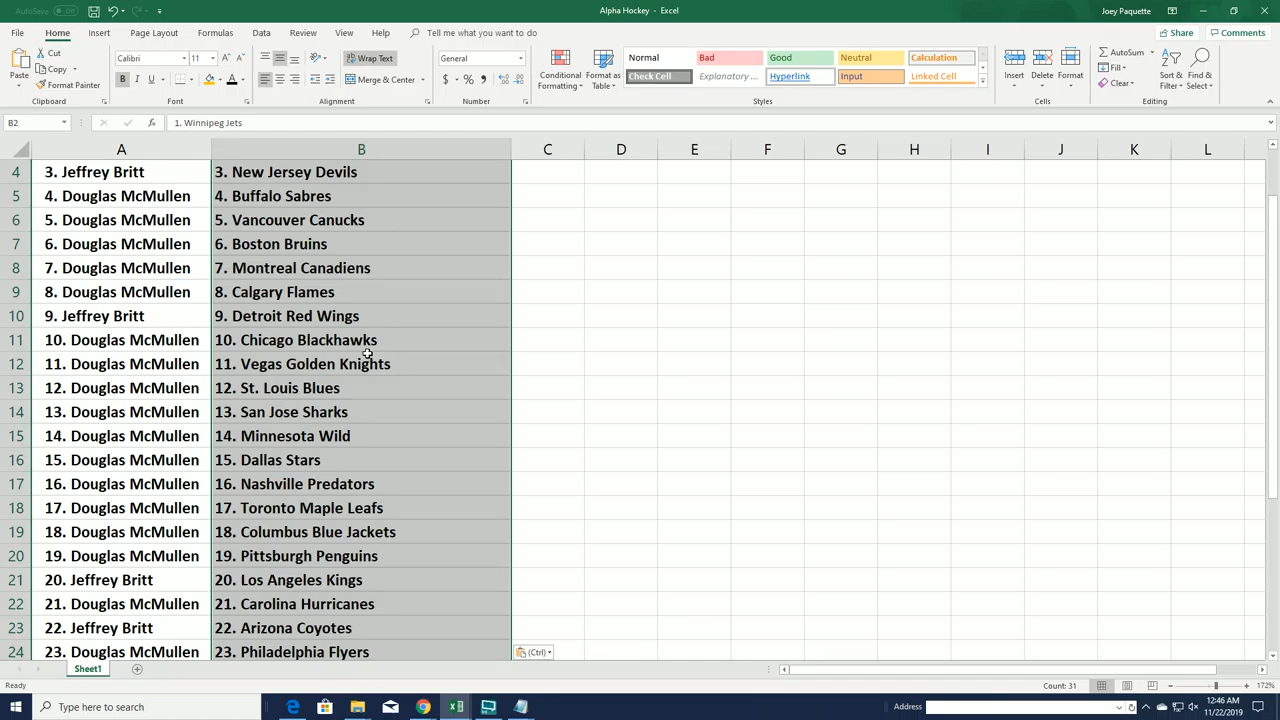 AutoSave Off
Alpha Hockey - Excel
Joey Paquette
File Home Insert Page Layout Formulas Data Review View Help Tell me what you want to do Share Comments
Paste Cut Copy Format Painter Clipboard
Calibri 11 B I U A Font
Wrap Text Merge & Center Alignment
General $ % , Number
Conditional Formatting Format as Table
Normal Bad Good Neutral Calculation
Check Cell Explanatory ... Hyperlink Input Linked Cell
Styles
Insert Delete Format Cells
AutoSum Fill Clear Sort & Filter Find & Select Editing
B2 fx 1. Winnipeg Jets
A B C D E F G H I J K L
4 3. Jeffrey Britt 3. New Jersey Devils
5 4. Douglas McMullen 4. Buffalo Sabres
6 5. Douglas McMullen 5. Vancouver Canucks
7 6. Douglas McMullen 6. Boston Bruins
8 7. Douglas McMullen 7. Montreal Canadiens
9 8. Douglas McMullen 8. Calgary Flames
10 9. Jeffrey Britt 9. Detroit Red Wings
11 10. Douglas McMullen 10. Chicago Blackhawks
12 11. Douglas McMullen 11. Vegas Golden Knights
13 12. Douglas McMullen 12. St. Louis Blues
14 13. Douglas McMullen 13. San Jose Sharks
15 14. Douglas McMullen 14. Minnesota Wild
16 15. Douglas McMullen 15. Dallas Stars
17 16. Douglas McMullen 16. Nashville Predators
18 17. Douglas McMullen 17. Toronto Maple Leafs
19 18. Douglas McMullen 18. Columbus Blue Jackets
20 19. Douglas McMullen 19. Pittsburgh Penguins
21 20. Jeffrey Britt 20. Los Angeles Kings
22 21. Douglas McMullen 21. Carolina Hurricanes
23 22. Jeffrey Britt 22. Arizona Coyotes
24 23. Douglas McMullen 23. Philadelphia Flyers
(Ctrl)
Sheet1
Ready Count: 31 172%
Type here to search
Address
12:46 AM
11/22/2019